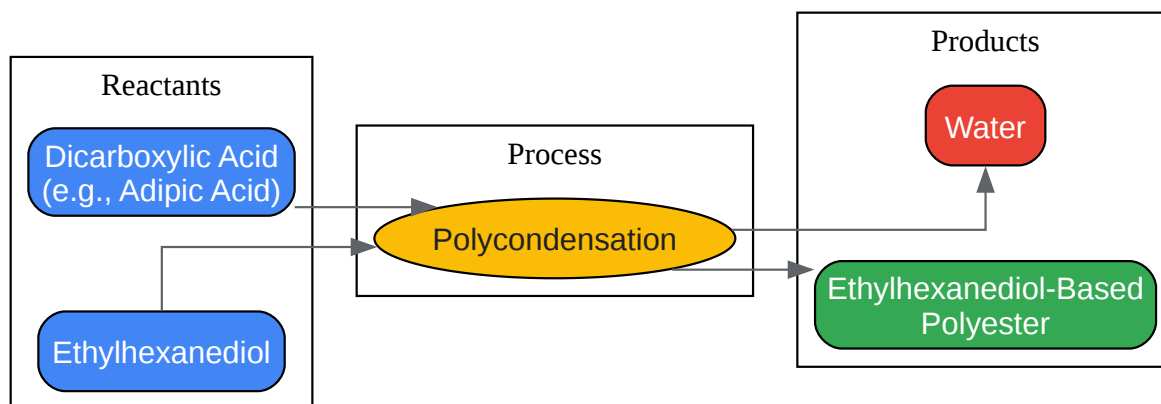 Reactants
Dicarboxylic Acid
(e.g., Adipic Acid)
Ethylhexanediol
Process
Polycondensation
Products
Water
Ethylhexanediol-Based
Polyester